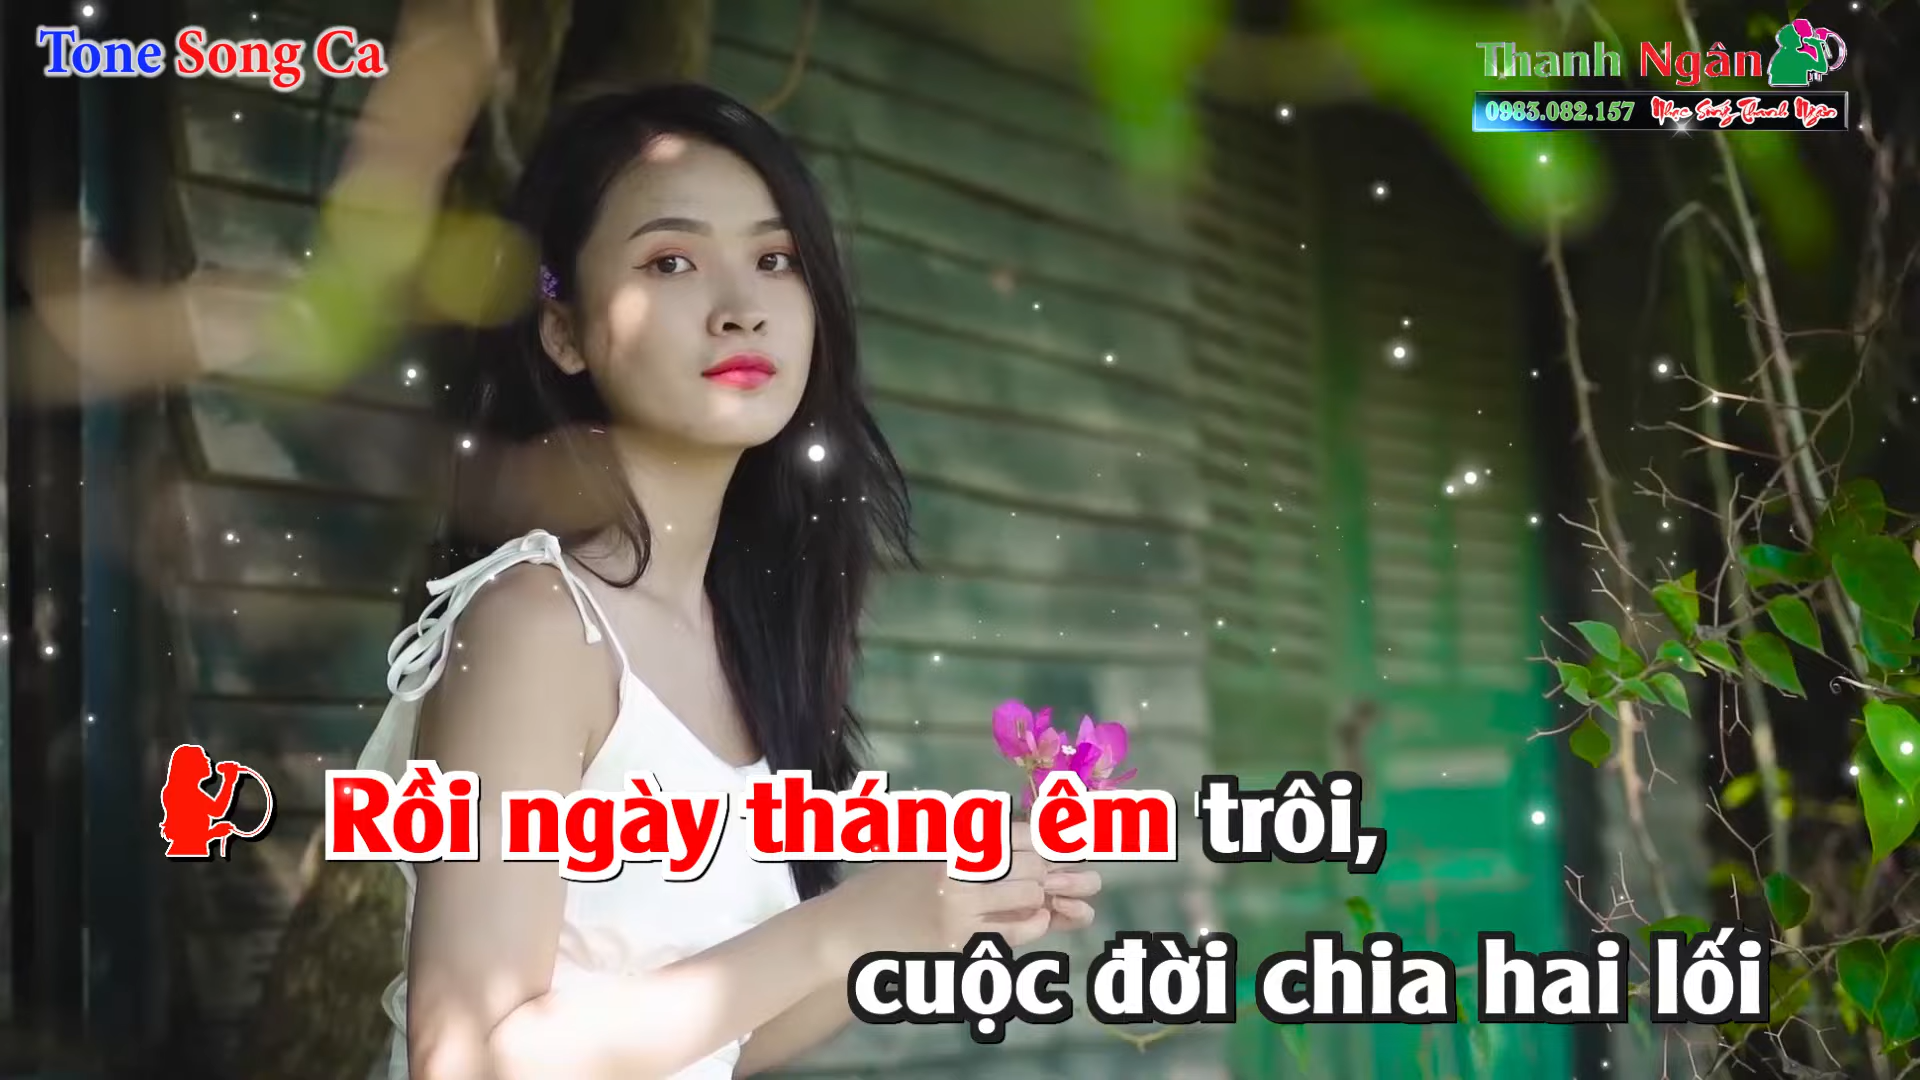 Tone Song Ca
Thanh Ngân
0983.082.157 Nhạc Sống Thanh Ngân
Rồi ngày tháng êm trôi,
cuộc đời chia hai lối